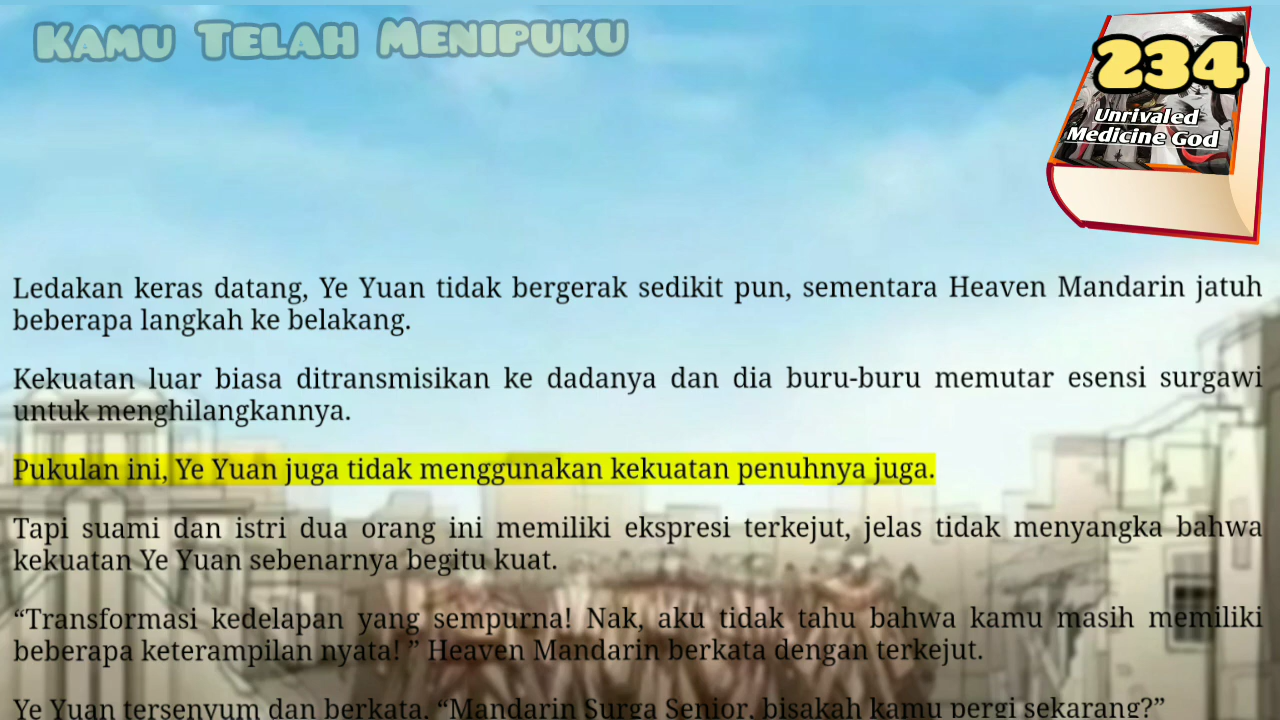 Kamu Telah Menipuku
234
Unrivaled
Medicine God
Ledakan keras datang, Ye Yuan tidak bergerak sedikit pun, sementara Heaven Mandarin jatuh
beberapa langkah ke belakang.
Kekuatan luar biasa ditransmisikan ke dadanya dan dia buru-buru memutar esensi surgawi
untuk menghilangkannya.
Pukulan ini, Ye Yuan juga tidak menggunakan kekuatan penuhnya juga.
Tapi suami dan istri dua orang ini memiliki ekspresi terkejut, jelas tidak menyangka bahwa
kekuatan Ye Yuan sebenarnya begitu kuat.
“Transformasi kedelapan yang sempurna! Nak, aku tidak tahu bahwa kamu masih memiliki
beberapa keterampilan nyata! ” Heaven Mandarin berkata dengan terkejut.
Ye Yuan tersenyum dan berkata, “Mandarin Surga Senior, bisakah kamu pergi sekarang?”